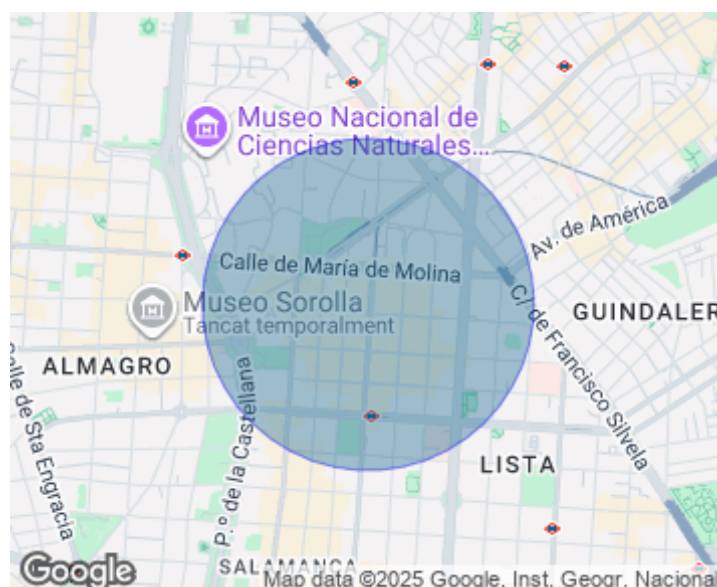 Museo Nacional de
Ciencias Naturales...
Av. de América
Calle de María de Molina
Museo Sorolla
Tancat temporalment
C/ de Francisco Silvela
GUINDALER
ALMAGRO
Calle de Sta Engracia
P.º de la Castellana
LISTA
SALAMANCA
Google
Map data ©2025 Google, Inst. Geogr. Naciona